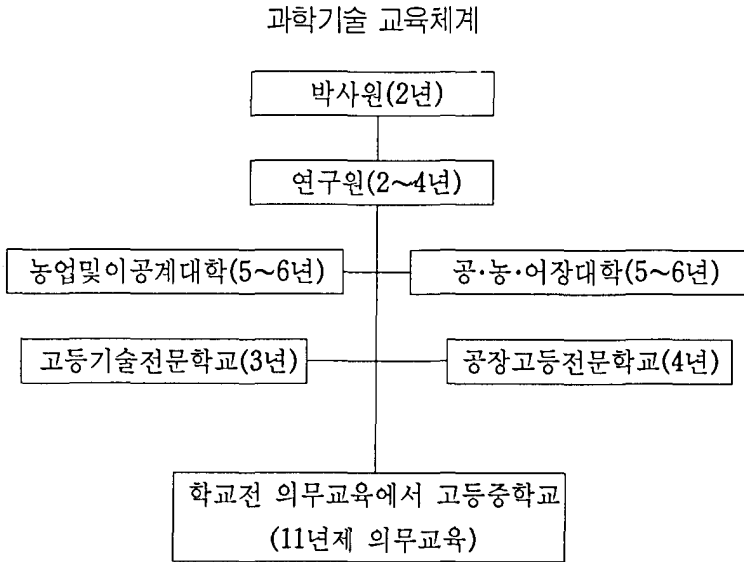 과학기술 교육체계
박사원(2년)
연구원(2~4년)
농업및이공계대학(5~6년)
공·농·어장대학(5~6년)
고등기술전문학교(3년)
공장고등전문학교(4년)
학교전 의무교육에서 고등중학교
(11년제 의무교육)